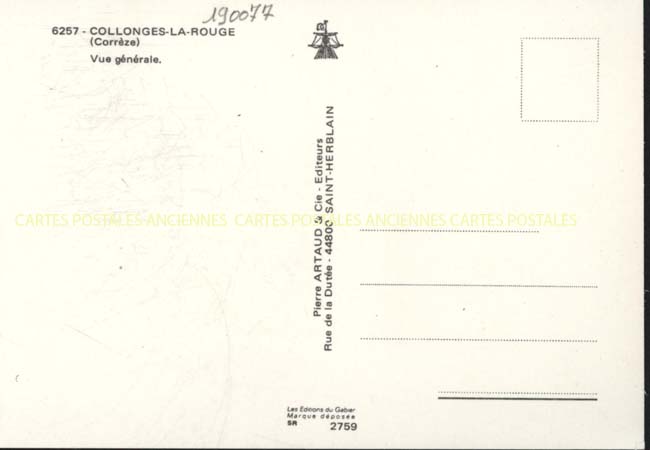 190077
6257 - COLLONGES-LA-ROUGE
(Corrèze)
Vue générale.
Pierre ARTAUD & Cie - Editeurs
Rue de la Dutée - 44800 SAINT-HERBLAIN
CARTES POSTALES ANCIENNES CARTES POSTALES ANCIENNES CARTES POSTALES
Les Editions du Gabier
Marque déposée
SR 2759